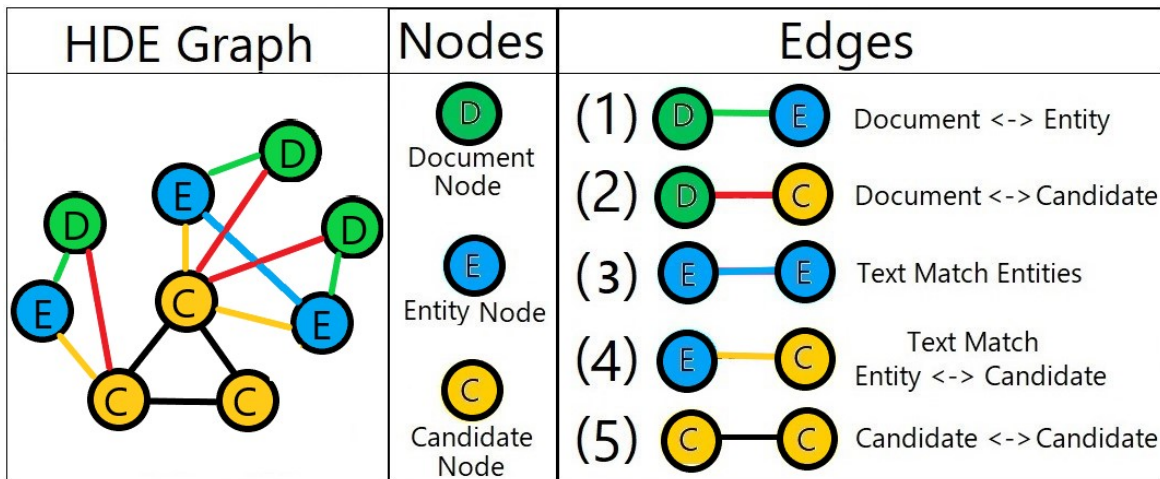 HDE Graph
D
E
D
D
E
C
E
C
C
Nodes
D
Document
Node
E
Entity Node
C
Candidate
Node
Edges
(1) D E Document <-> Entity
(2) D C Document <->Candidate
(3) E E Text Match Entities
(4) E C Text Match
Entity <-> Candidate
(5) C C Candidate <->Candidate